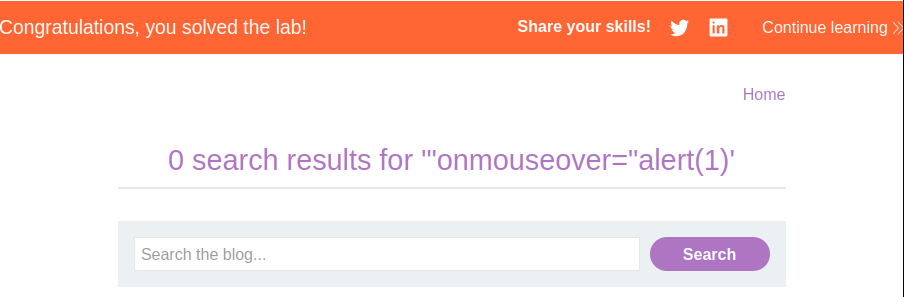 Congratulations, you solved the lab!
Share your skills!
Continue learning
Home
0 search results for '"onmouseover="alert(1)'
Search the blog...
Search